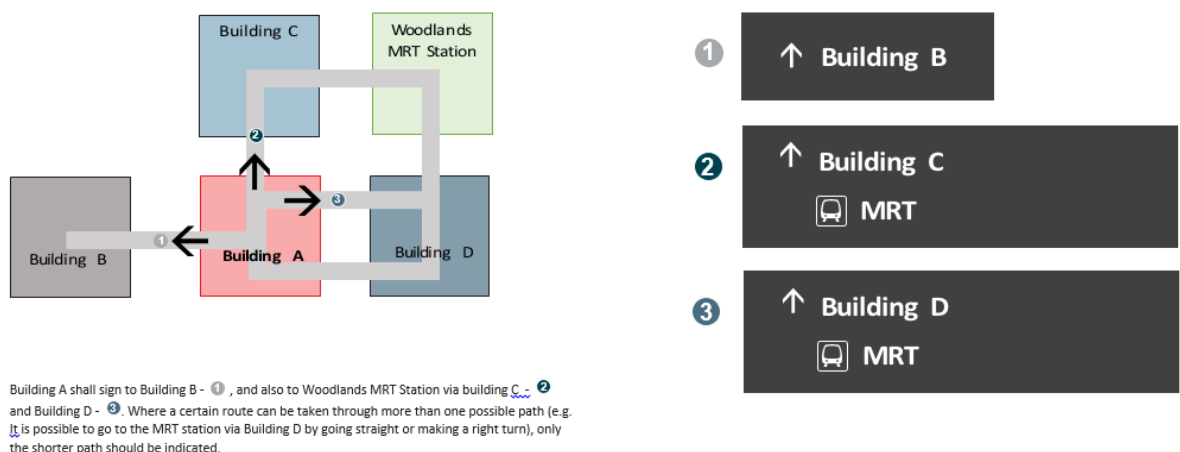 Building C
Woodlands
MRT Station
2
3
1
Building B
Building A
Building D
1
↑ Building B
2
↑ Building C
MRT
3
↑ Building D
MRT
Building A shall sign to Building B - 1 , and also to Woodlands MRT Station via building C - 2
and Building D - 3. Where a certain route can be taken through more than one possible path (e.g.
It is possible to go to the MRT station via Building D by going straight or making a right turn), only
the shorter path should be indicated.